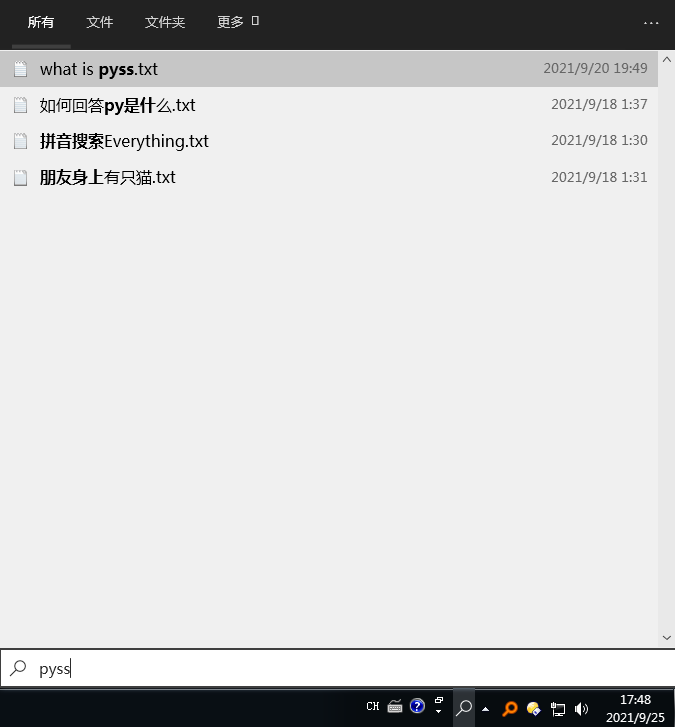 所有 文件 文件夹 更多
what is pyss.txt 2021/9/20 19:49
如何回答py是什么.txt 2021/9/18 1:37
拼音搜索Everything.txt 2021/9/18 1:30
朋友身上有只猫.txt 2021/9/18 1:31
pyss
CH 17:48
2021/9/25